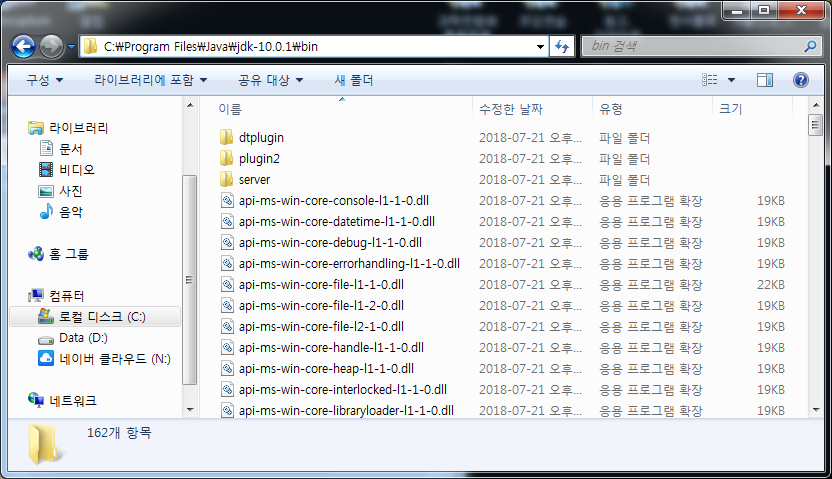 C:₩Program Files₩Java₩jdk-10.0.1₩bin
bin 검색
구성
라이브러리에 포함
공유 대상
새 폴더
이름 수정한 날짜 유형 크기
라이브러리
문서
비디오
사진
음악
홈 그룹
컴퓨터
로컬 디스크 (C:)
Data (D:)
네이버 클라우드 (N:)
네트워크
dtplugin 2018-07-21 오후... 파일 폴더
plugin2 2018-07-21 오후... 파일 폴더
server 2018-07-21 오후... 파일 폴더
api-ms-win-core-console-l1-1-0.dll 2018-07-21 오후... 응용 프로그램 확장 19KB
api-ms-win-core-datetime-l1-1-0.dll 2018-07-21 오후... 응용 프로그램 확장 19KB
api-ms-win-core-debug-l1-1-0.dll 2018-07-21 오후... 응용 프로그램 확장 19KB
api-ms-win-core-errorhandling-l1-1-0.dll 2018-07-21 오후... 응용 프로그램 확장 19KB
api-ms-win-core-file-l1-1-0.dll 2018-07-21 오후... 응용 프로그램 확장 22KB
api-ms-win-core-file-l1-2-0.dll 2018-07-21 오후... 응용 프로그램 확장 19KB
api-ms-win-core-file-l2-1-0.dll 2018-07-21 오후... 응용 프로그램 확장 19KB
api-ms-win-core-handle-l1-1-0.dll 2018-07-21 오후... 응용 프로그램 확장 19KB
api-ms-win-core-heap-l1-1-0.dll 2018-07-21 오후... 응용 프로그램 확장 19KB
api-ms-win-core-interlocked-l1-1-0.dll 2018-07-21 오후... 응용 프로그램 확장 19KB
api-ms-win-core-libraryloader-l1-1-0.dll 2018-07-21 오후... 응용 프로그램 확장 19KB
162개 항목